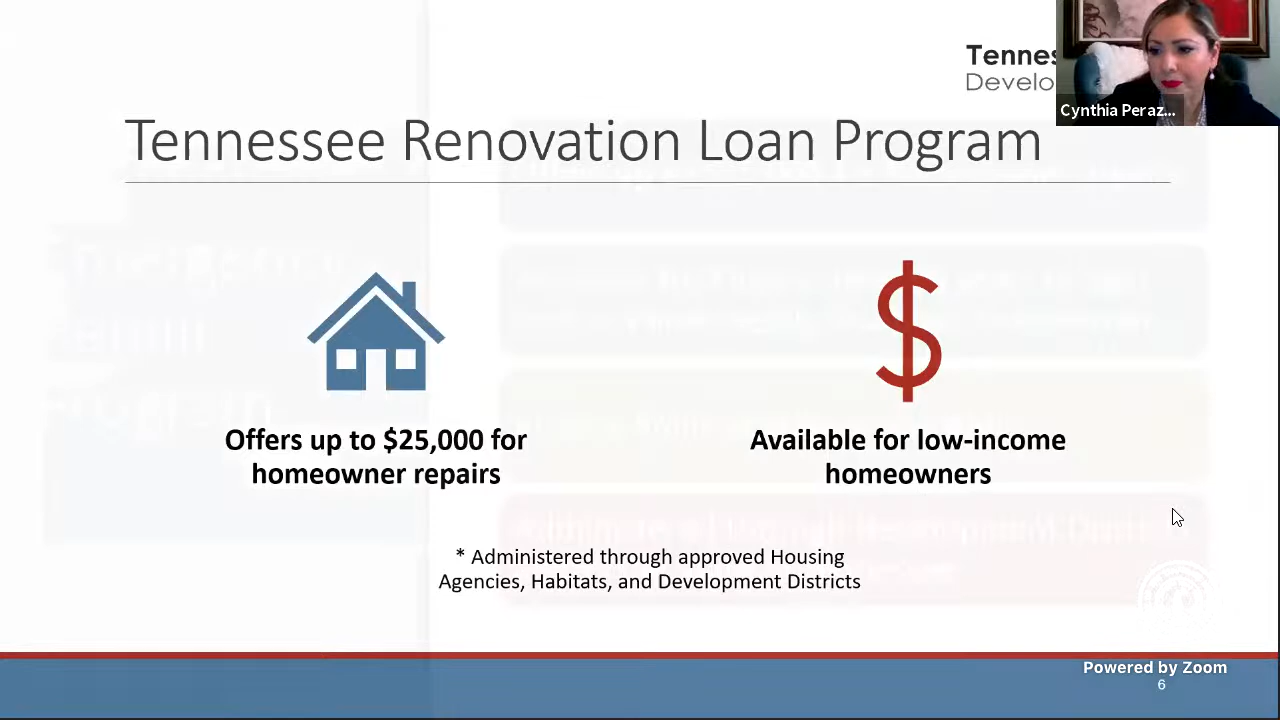 Tennes
Develo
Cynthia Peraz...
Tennessee Renovation Loan Program
Offers up to $25,000 for
homeowner repairs
Available for low-income
homeowners
* Administered through approved Housing
Agencies, Habitats, and Development Districts
Powered by Zoom
6